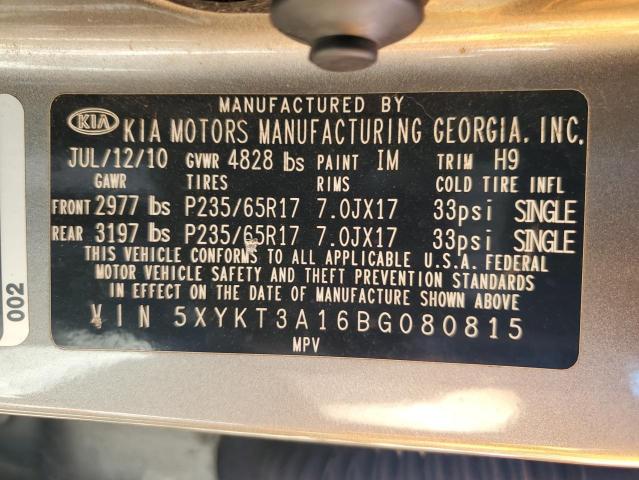 MANUFACTURED BY
KIA KIA MOTORS MANUFACTURING GEORGIA, INC.
JUL/12/10 GVWR 4828 lbs PAINT IM TRIM H9
GAWR TIRES RIMS COLD TIRE INFL
FRONT 2977 lbs P235/65R17 7.0JX17 33psi SINGLE
REAR 3197 lbs P235/65R17 7.0JX17 33psi SINGLE
THIS VEHICLE CONFORMS TO ALL APPLICABLE U.S.A. FEDERAL
MOTOR VEHICLE SAFETY AND THEFT PREVENTION STANDARDS
IN EFFECT ON THE DATE OF MANUFACTURE SHOWN ABOVE
VIN 5XYKT3A16BG080815
MPV
002